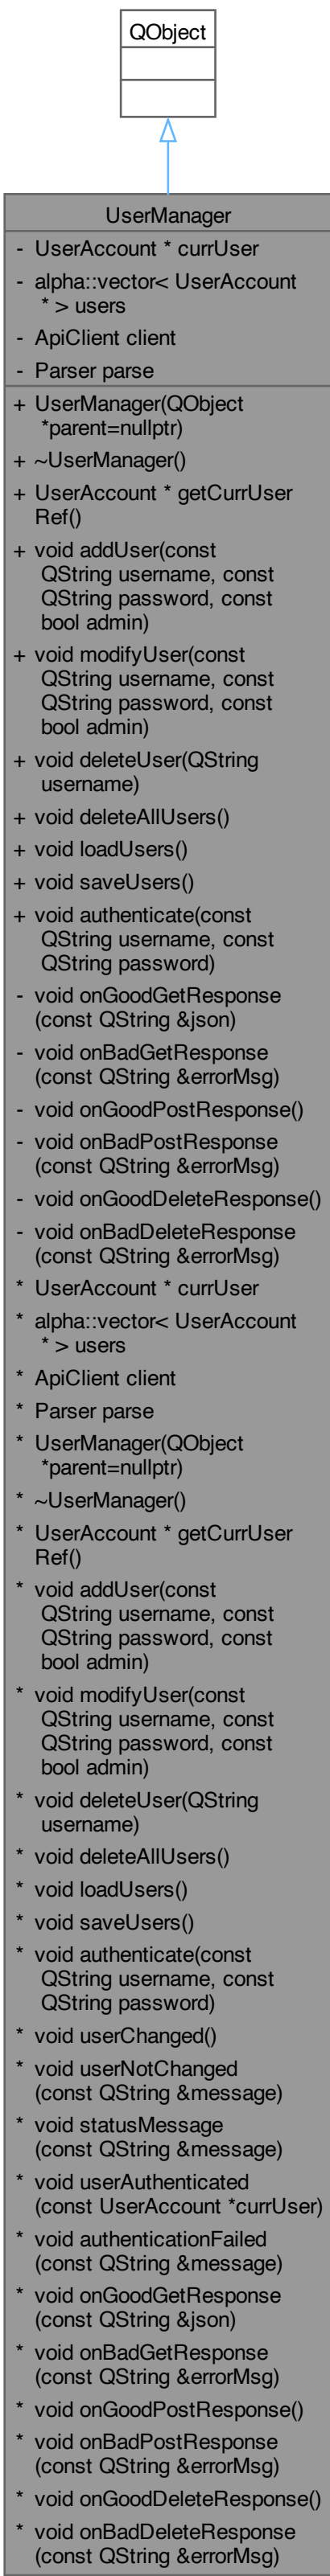 QObject
UserManager
- UserAccount * currUser
- alpha::vector< UserAccount
* > users
- ApiClient client
- Parser parse
+ UserManager(QObject
*parent=nullptr)
+ ~UserManager()
+ UserAccount * getCurrUser
Ref()
+ void addUser(const
QString username, const
QString password, const
bool admin)
+ void modifyUser(const
QString username, const
QString password, const
bool admin)
+ void deleteUser(QString
username)
+ void deleteAllUsers()
+ void loadUsers()
+ void saveUsers()
+ void authenticate(const
QString username, const
QString password)
- void onGoodGetResponse
(const QString &json)
- void onBadGetResponse
(const QString &errorMsg)
- void onGoodPostResponse()
- void onBadPostResponse
(const QString &errorMsg)
- void onGoodDeleteResponse()
- void onBadDeleteResponse
(const QString &errorMsg)
* UserAccount * currUser
* alpha::vector< UserAccount
* > users
* ApiClient client
* Parser parse
* UserManager(QObject
*parent=nullptr)
* ~UserManager()
* UserAccount * getCurrUser
Ref()
* void addUser(const
QString username, const
QString password, const
bool admin)
* void modifyUser(const
QString username, const
QString password, const
bool admin)
* void deleteUser(QString
username)
* void deleteAllUsers()
* void loadUsers()
* void saveUsers()
* void authenticate(const
QString username, const
QString password)
* void userChanged()
* void userNotChanged
(const QString &message)
* void statusMessage
(const QString &message)
* void userAuthenticated
(const UserAccount *currUser)
* void authenticationFailed
(const QString &message)
* void onGoodGetResponse
(const QString &json)
* void onBadGetResponse
(const QString &errorMsg)
* void onGoodPostResponse()
* void onBadPostResponse
(const QString &errorMsg)
* void onGoodDeleteResponse()
* void onBadDeleteResponse
(const QString &errorMsg)